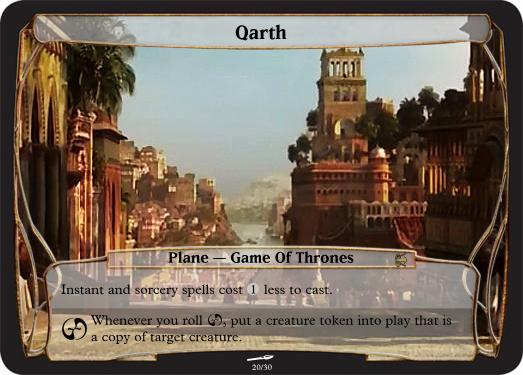 Qarth
Plane — Game Of Thrones
Instant and sorcery spells cost 1 less to cast.
Whenever you roll , put a creature token into play that is
a copy of target creature.
20/30